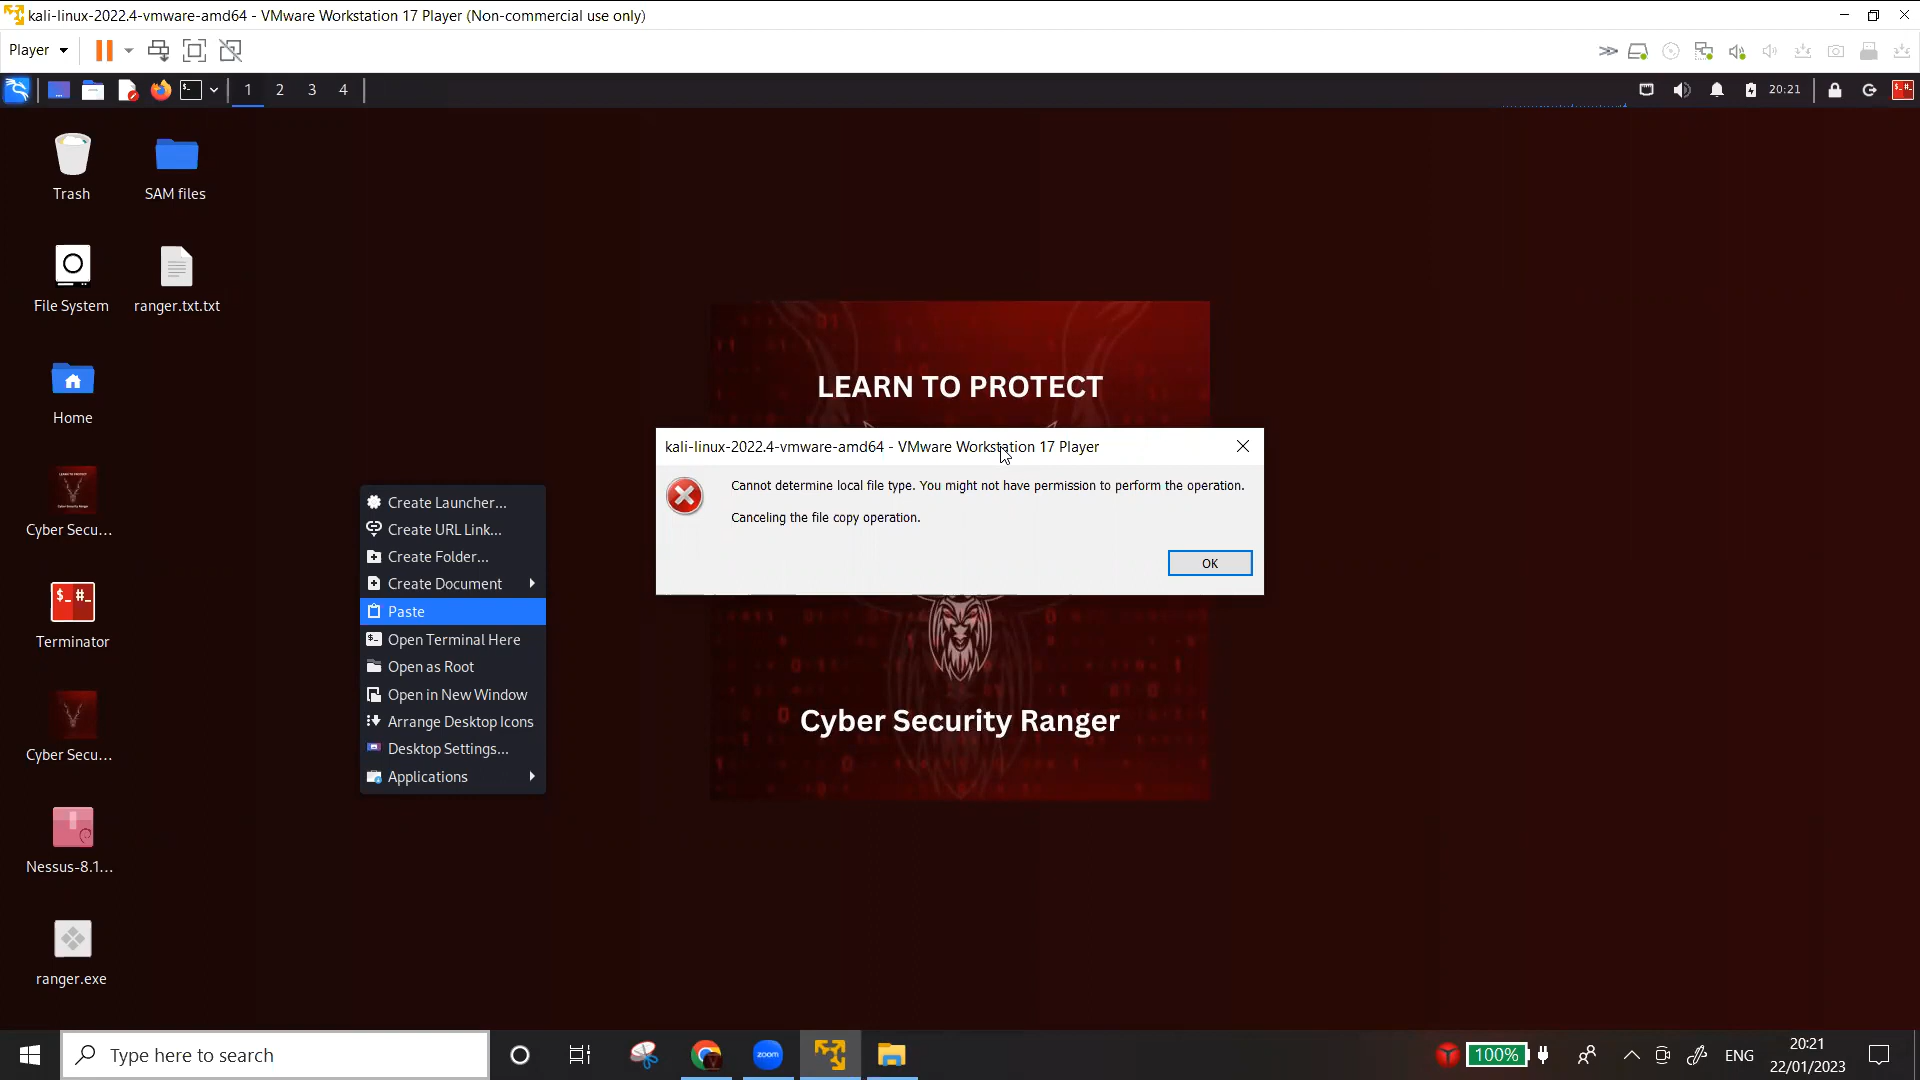 kali-linux-2022.4-vmware-amd64 - VMware Workstation 17 Player (Non-commercial use only)
Player
1 2 3 4
20:21
Trash
SAM files
File System
ranger.txt.txt
Home
Cyber Secu...
Terminator
Cyber Secu...
Nessus-8.1...
ranger.exe
LEARN TO PROTECT
kali-linux-2022.4-vmware-amd64 - VMware Workstation 17 Player
Cannot determine local file type. You might not have permission to perform the operation.
Canceling the file copy operation.
OK
Create Launcher...
Create URL Link...
Create Folder...
Create Document
Paste
Open Terminal Here
Open as Root
Open in New Window
Arrange Desktop Icons
Desktop Settings...
Applications
Cyber Security Ranger
Type here to search
zoom
100%
ENG
20:21
22/01/2023